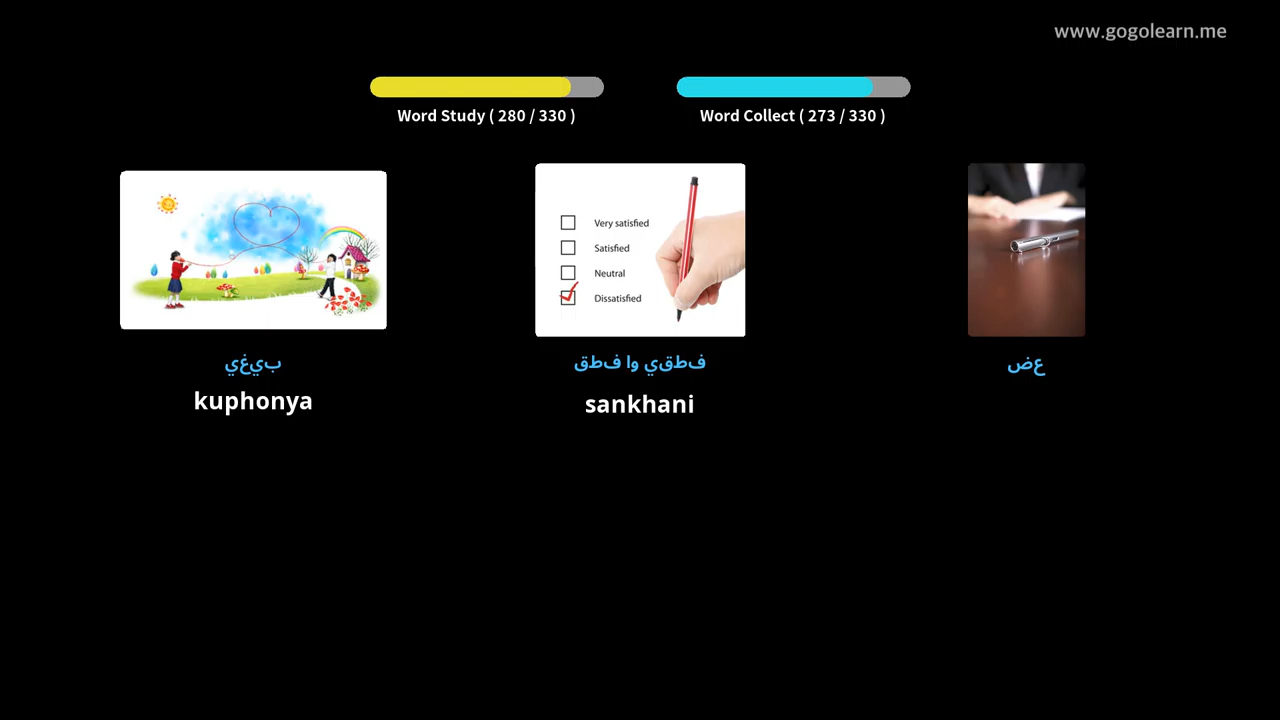 www.gogolearn.me
Word Study ( 280 / 330 )
Word Collect ( 273 / 330 )
Very satisfied
Satisfied
Neutral
Dissatisfied
بيغي
kuphonya
فطقي وا فطق
sankhani
عض